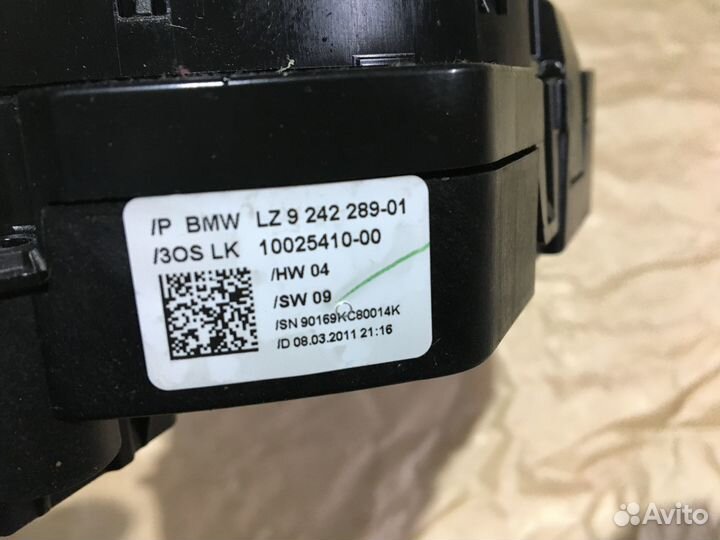 /P BMW LZ 9 242 289-01
/3OS LK 10025410-00
/HW 04
/SW 09
/SN 90169KC80014K
/D 08.03.2011 21:16
Avito